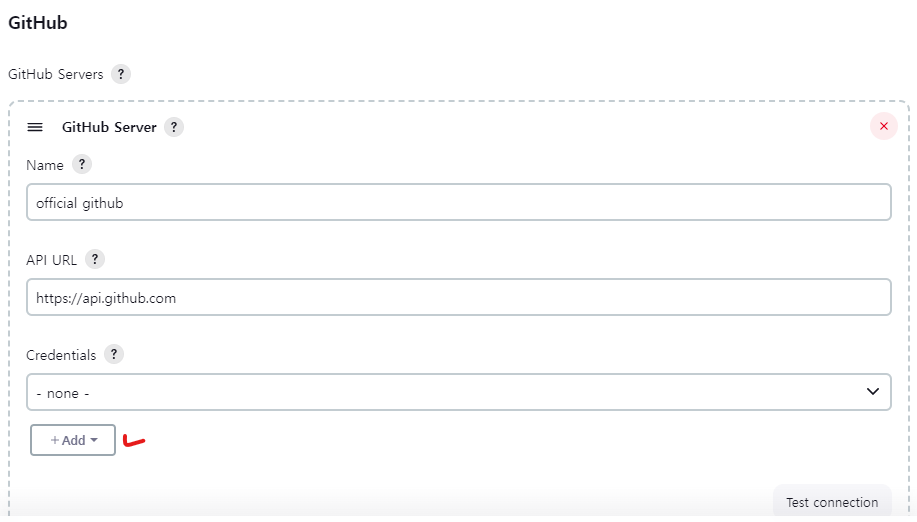 GitHub
GitHub Servers ?
GitHub Server ?
Name ?
official github
API URL ?
https://api.github.com
Credentials ?
- none -
+ Add
Test connection